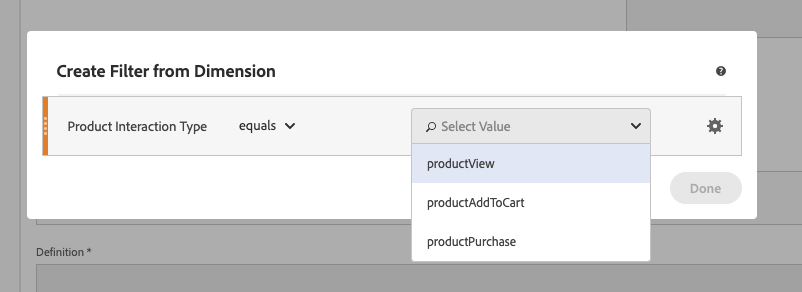 Create Filter from Dimension
Product Interaction Type equals Select Value
productView
productAddToCart
productPurchase
Done
Definition *